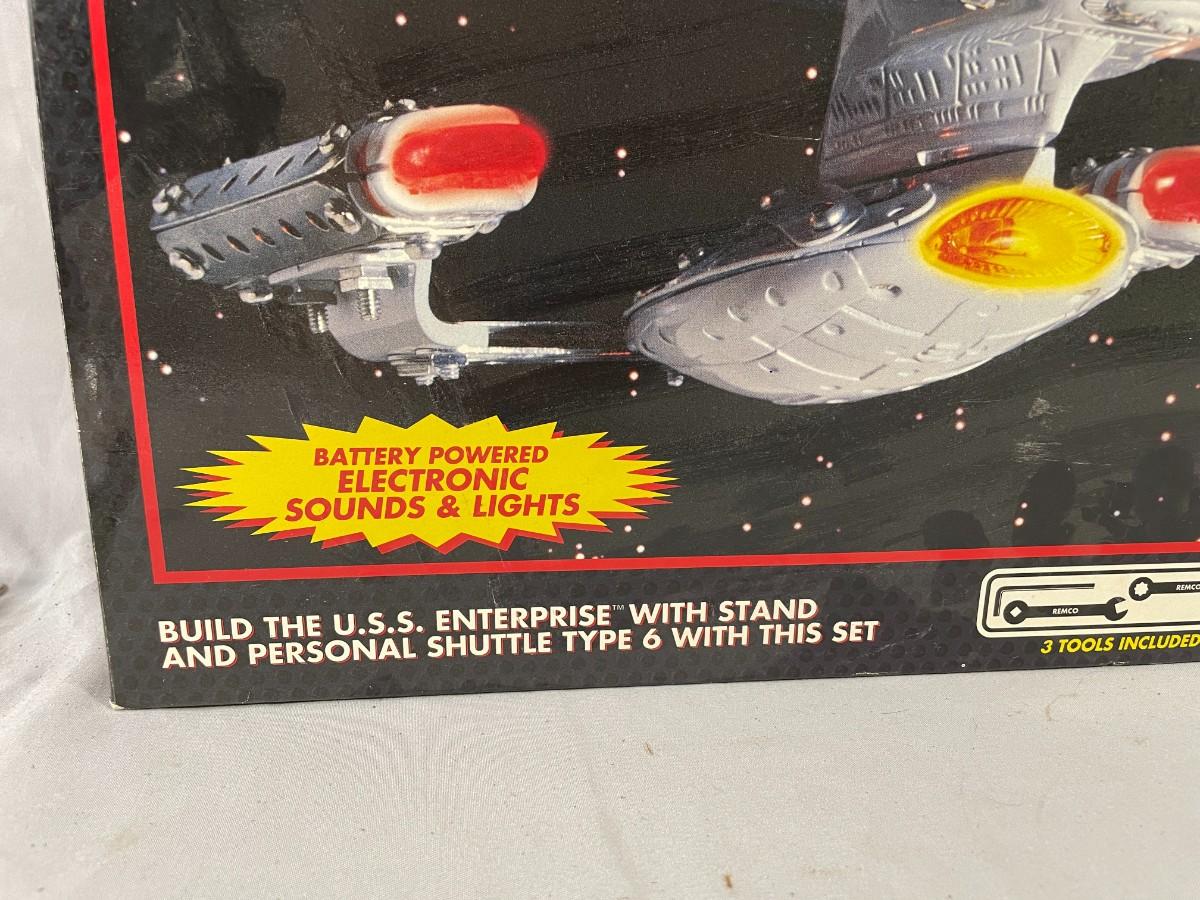 BATTERY POWERED
ELECTRONIC
SOUNDS & LIGHTS
BUILD THE U.S.S. ENTERPRISE™ WITH STAND
AND PERSONAL SHUTTLE TYPE 6 WITH THIS SET
REMCO
REMCO
3 TOOLS INCLUDED